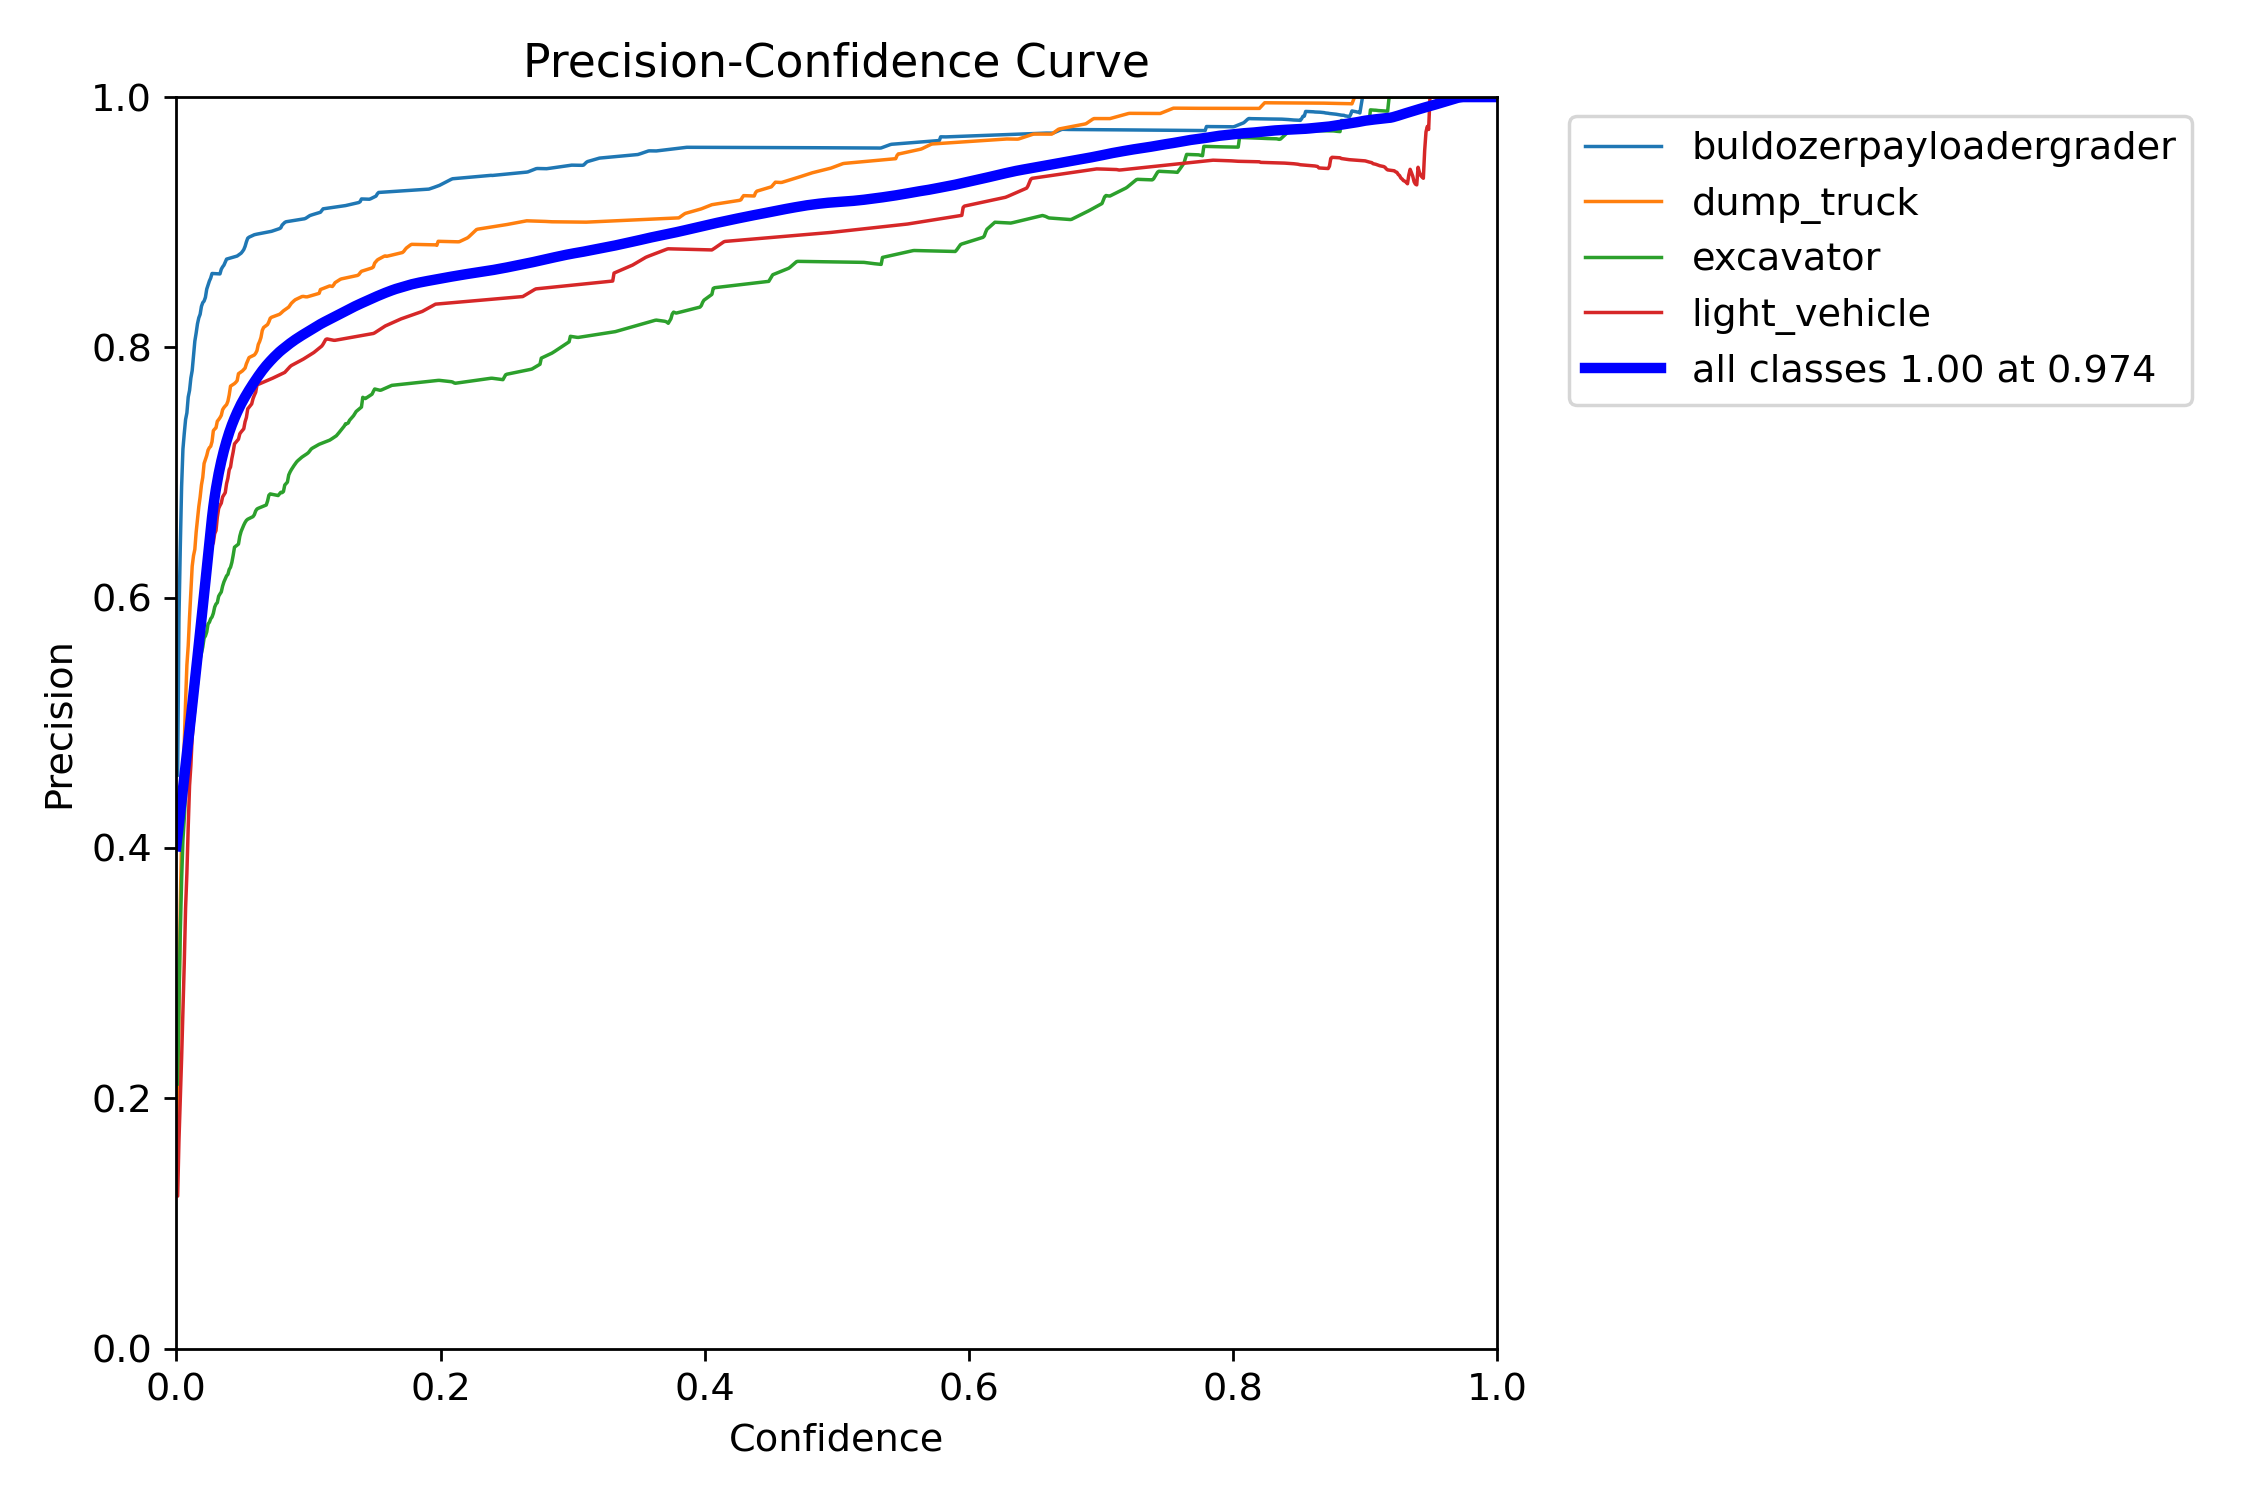 Precision-Confidence Curve
1.0
0.8
0.6
0.4
0.2
0.0
Precision
0.0 0.2 0.4 0.6 0.8 1.0
Confidence
buldozerpayloadergrader
dump_truck
excavator
light_vehicle
all classes 1.00 at 0.974